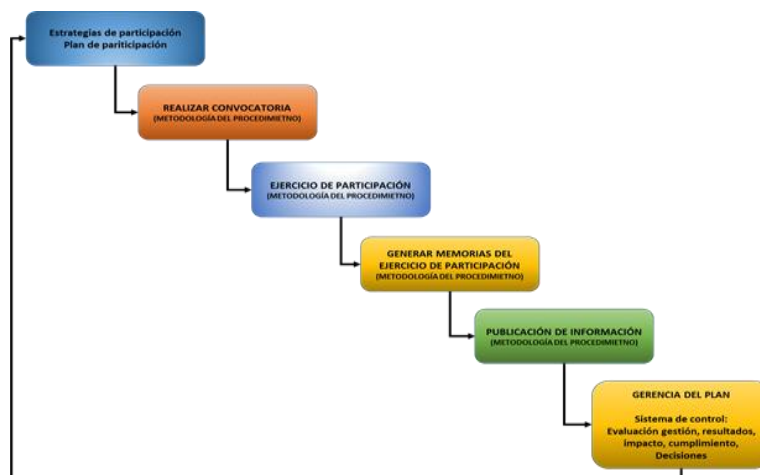 Estrategias de participación
Plan de pariticipación
REALIZAR CONVOCATORIA
(METODOLOGÍA DEL PROCEDIMIETNO)
EJERCICIO DE PARTICIPACIÓN
(METODOLOGÍA DEL PROCEDIMIETNO)
GENERAR MEMORIAS DEL
EJERCICIO DE PARTICIPACIÓN
(METODOLOGÍA DEL PROCEDIMIETNO)
PUBLICACIÓN DE INFORMACIÓN
(METODOLOGÍA DEL PROCEDIMIETNO)
GERENCIA DEL PLAN
Sistema de control:
Evaluación gestión, resultados,
impacto, cumplimiento,
Decisiones